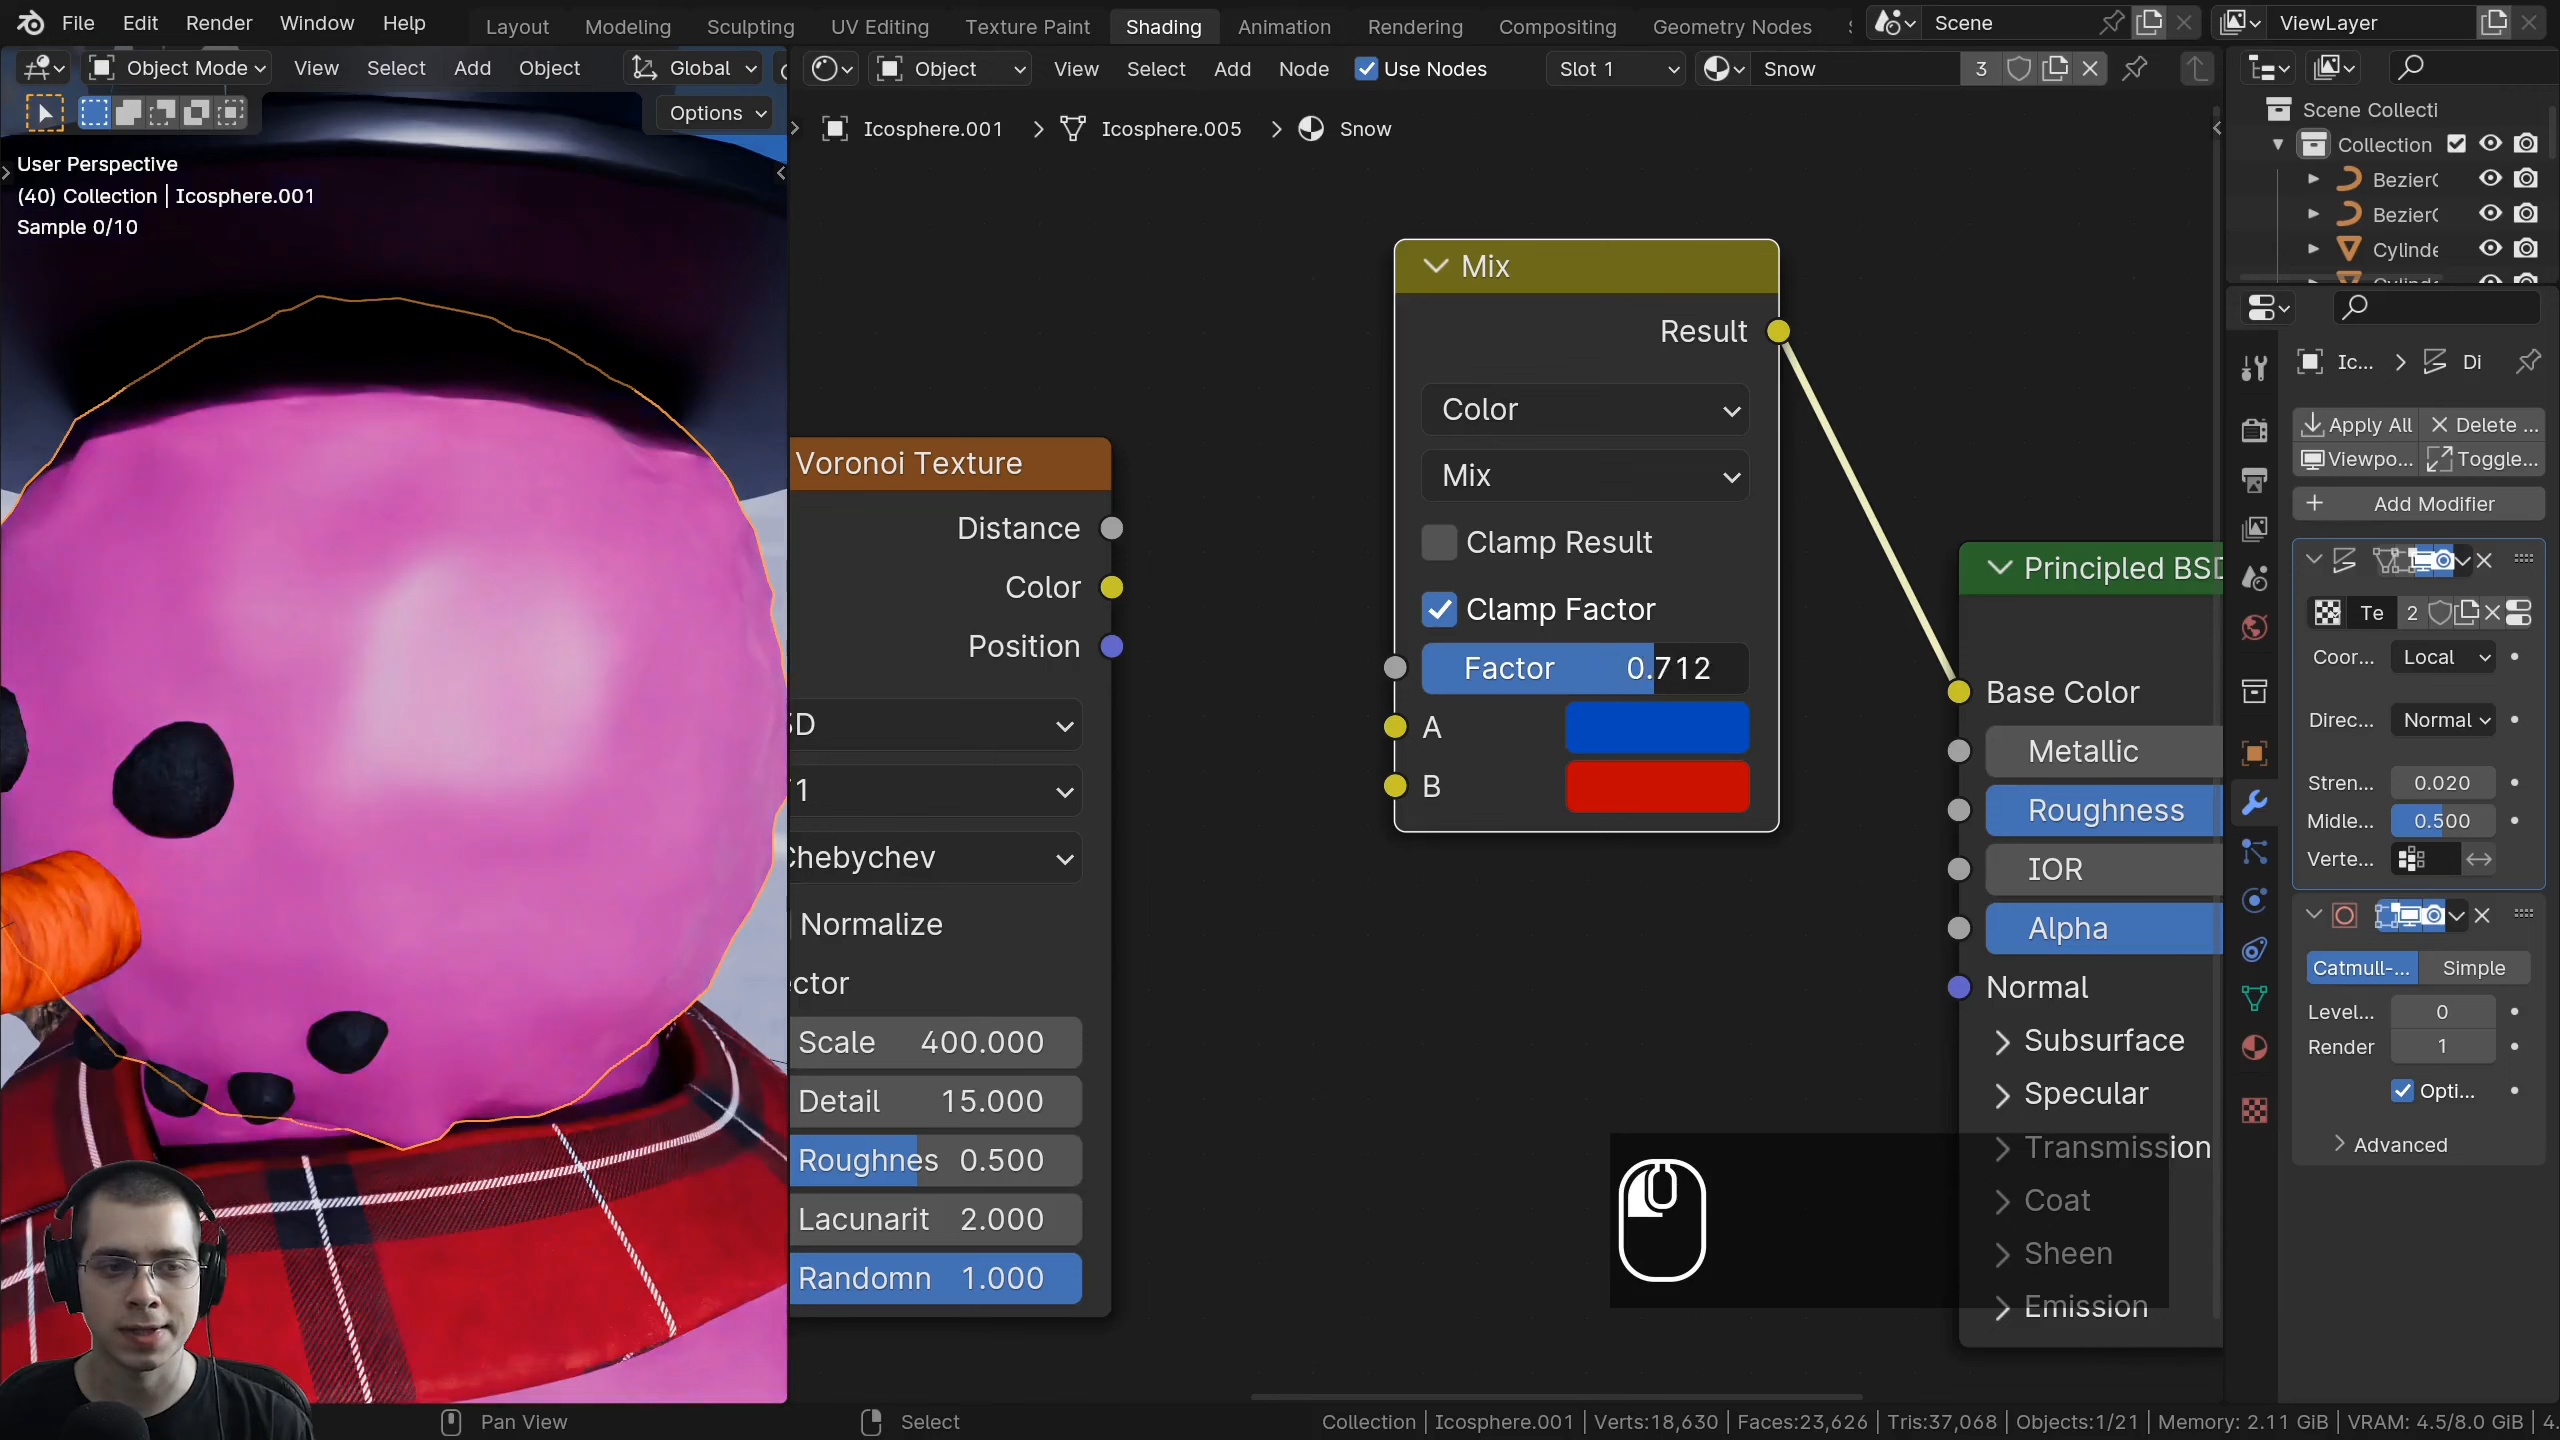 File Edit Render Window Help
Layout Modeling Sculpting UV Editing Texture Paint Shading Animation Rendering Compositing Geometry Nodes
Scene
ViewLayer
Object Mode View Select Add Object Global
Object View Select Add Node Use Nodes Slot 1 Snow 3
Options
Icosphere.001 Icosphere.005 Snow
User Perspective
(40) Collection | Icosphere.001
Sample 0/10
Scene Collecti
Collection
Bezier
Bezier
Cylinde
Mix
Result
Color
Mix
Clamp Result
Clamp Factor
Factor 0.712
A
B
Voronoi Texture
Distance
Color
Position
Chebychev
Normalize
ctor
Scale 400.000
Detail 15.000
Roughnes 0.500
Lacunarit 2.000
Randomn 1.000
Principled BSD
Base Color
Metallic
Roughness
IOR
Alpha
Normal
Subsurface
Specular
Transmission
Coat
Sheen
Emission
Ic... Di
Apply All Delete ...
Viewpo... Toggle...
Add Modifier
Te 2
Coor... Local
Direc... Normal
Stren... 0.020
Midle... 0.500
Verte...
Catmull-... Simple
Level... 0
Render 1
Opti...
Advanced
Pan View
Select
Collection | Icosphere.001 | Verts:18,630 | Faces:23,626 | Tris:37,068 | Objects:1/21 | Memory: 2.11 GiB | VRAM: 4.5/8.0 GiB | 4.